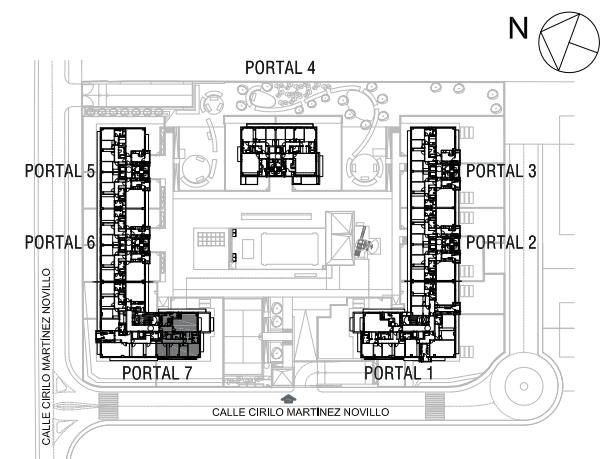 N
PORTAL 4
PORTAL 5
PORTAL 3
PORTAL 6
PORTAL 2
PORTAL 7
PORTAL 1
CALLE CIRILO MARTÍNEZ NOVILLO
CALLE CIRILO MARTÍNEZ NOVILLO